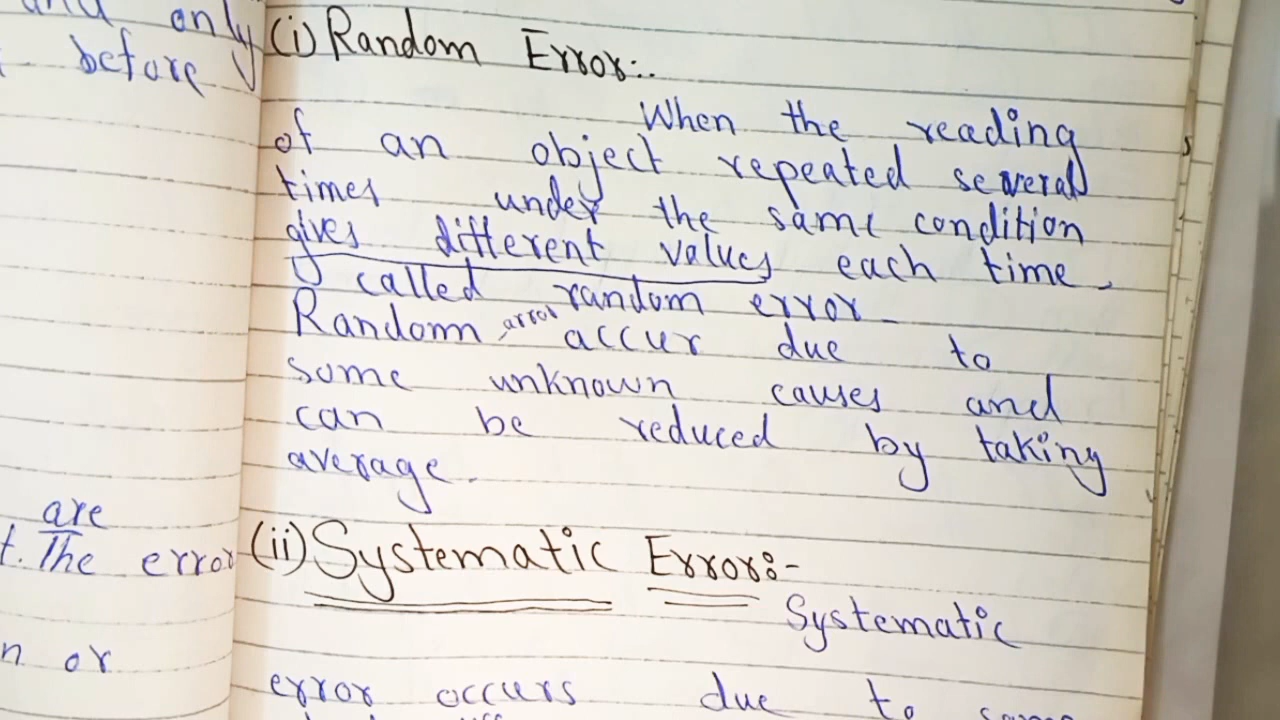 and only
before
(i) Random Error:.
When the reading
of an object repeated several
times under the same condition
gives different values each time.
called random error.
Random error accur due to
some unknown causes and
can be reduced by taking
average.
are
t. The error
(ii) Systematic Error:-
Systematic
n or
error occurs due to some